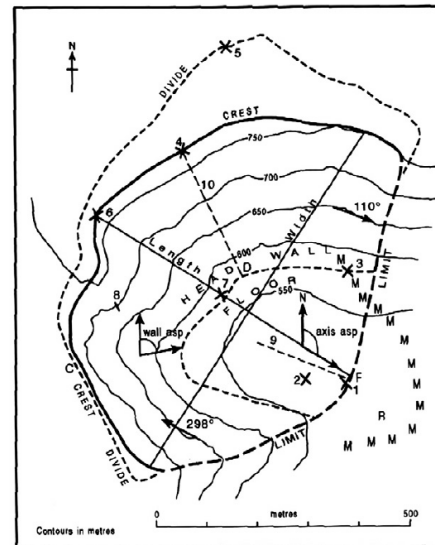 N
DIVIDE
5
CREST
4
750
700
10
650
110°
6
Length
Width
600
D
HEADWALL
3
7
FLOOR
550
LIMIT
8
N
wall asp
axis asp
9
F
2
1
C
CREST
DIVIDE
298°
LIMIT
M
M
M
M
M
M
M
M
R
M
M
M M M
0
500
metres
Contours in metres